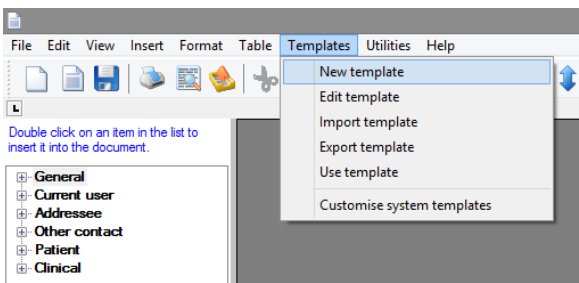 File Edit View Insert Format Table Templates Utilities Help
New template
Edit template
Import template
Export template
Use template
Customise system templates
L
Double click on an item in the list to
insert it into the document.
General
Current user
Addressee
Other contact
Patient
Clinical